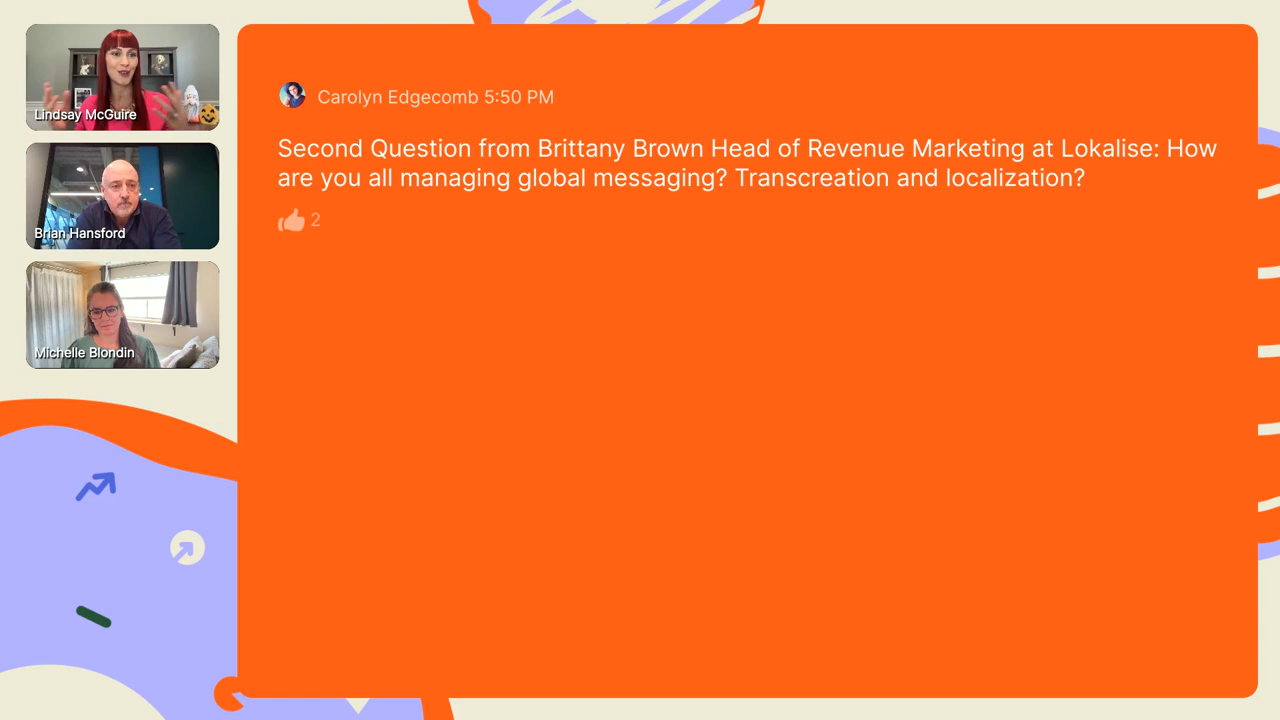 Lindsay McGuire
Brian Hansford
Michelle Blondin
Carolyn Edgecomb 5:50 PM
Second Question from Brittany Brown Head of Revenue Marketing at Lokalise: How
are you all managing global messaging? Transcreation and localization?
2